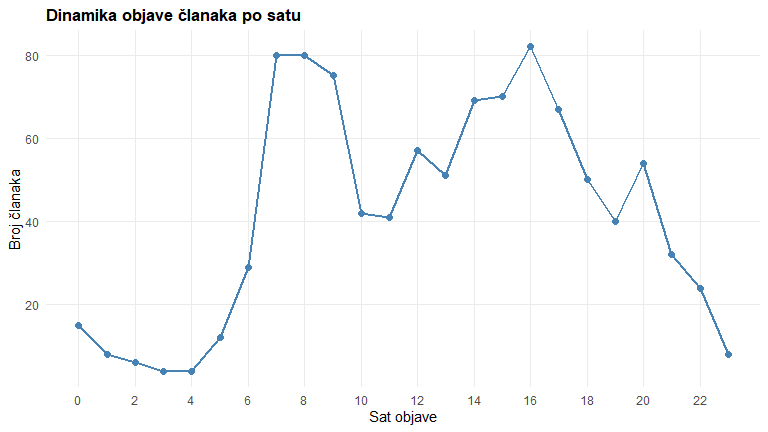 Dinamika objave članaka po satu
Broj članaka
80
60
40
20
0 2 4 6 8 10 12 14 16 18 20 22
Sat objave